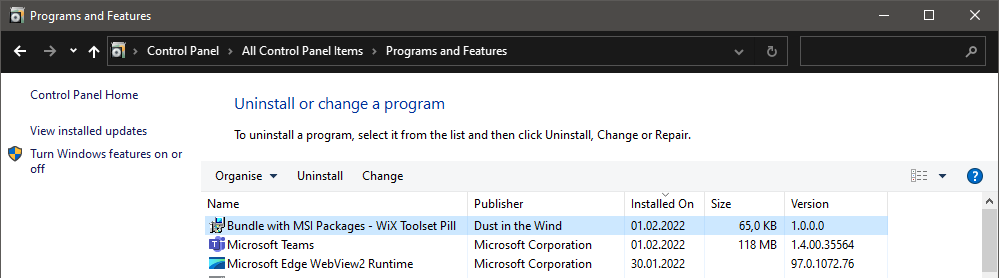 Programs and Features
Control Panel > All Control Panel Items > Programs and Features
Control Panel Home
View installed updates
Turn Windows features on or
off
Uninstall or change a program
To uninstall a program, select it from the list and then click Uninstall, Change or Repair.
Organise Uninstall Change
Name Publisher Installed On Size Version
Bundle with MSI Packages - WiX Toolset Pill Dust in the Wind 01.02.2022 65,0 KB 1.0.0.0
Microsoft Teams Microsoft Corporation 01.02.2022 118 MB 1.4.00.35564
Microsoft Edge WebView2 Runtime Microsoft Corporation 30.01.2022 97.0.1072.76